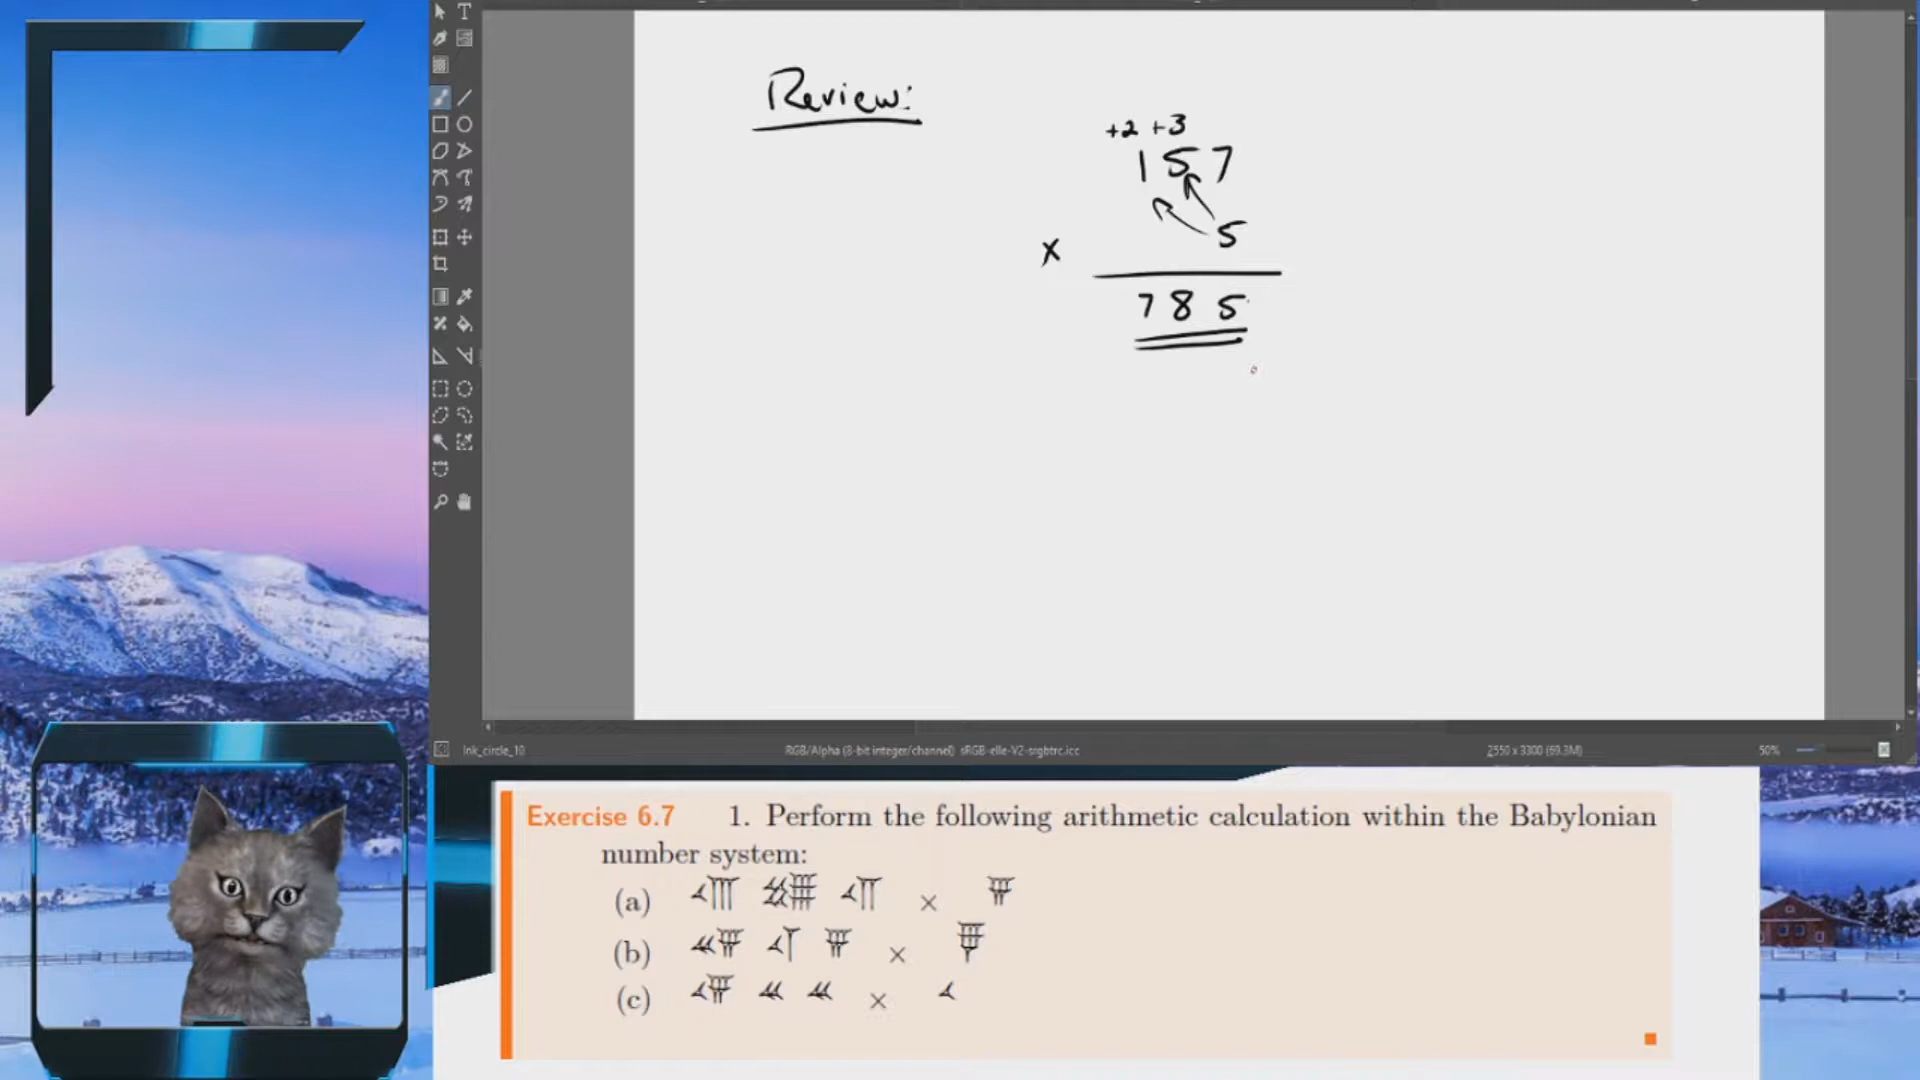 Review:
+2 +3
157
× 5
785
Ink_circle_10
RGB/Alpha (8-bit integer/channel) sRGB-elle-V2-srgbtrc.icc
2550 x 3300 (69.3M)
50%
Exercise 6.7 1. Perform the following arithmetic calculation within the Babylonian
number system:
(a) ×
(b) ×
(c) ×